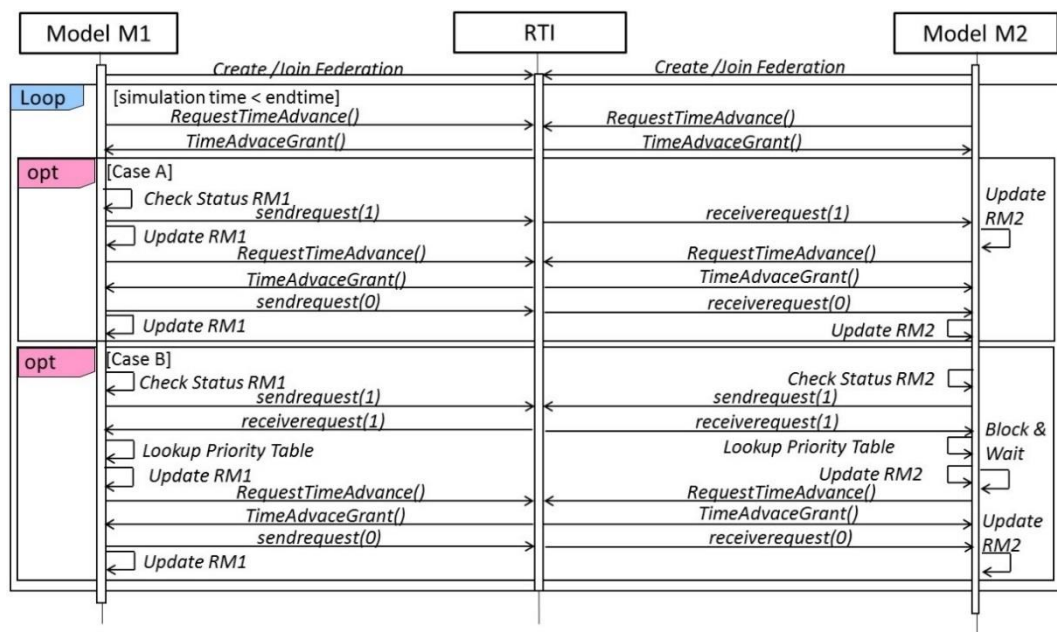 Model M1
RTI
Model M2
Create /Join Federation
Create /Join Federation
Loop
[simulation time < endtime]
RequestTimeAdvance()
RequestTimeAdvance()
TimeAdvaceGrant()
TimeAdvaceGrant()
opt
[Case A]
Check Status RM1
sendrequest(1)
receiverequest(1)
Update
RM2
Update RM1
RequestTimeAdvance()
RequestTimeAdvance()
TimeAdvaceGrant()
TimeAdvaceGrant()
sendrequest(0)
receiverequest(0)
Update RM1
Update RM2
opt
[Case B]
Check Status RM1
Check Status RM2
sendrequest(1)
sendrequest(1)
receiverequest(1)
receiverequest(1)
Block &
Wait
Lookup Priority Table
Lookup Priority Table
Update RM1
Update RM2
RequestTimeAdvance()
RequestTimeAdvance()
TimeAdvaceGrant()
TimeAdvaceGrant()
Update
RM2
sendrequest(0)
receiverequest(0)
Update RM1